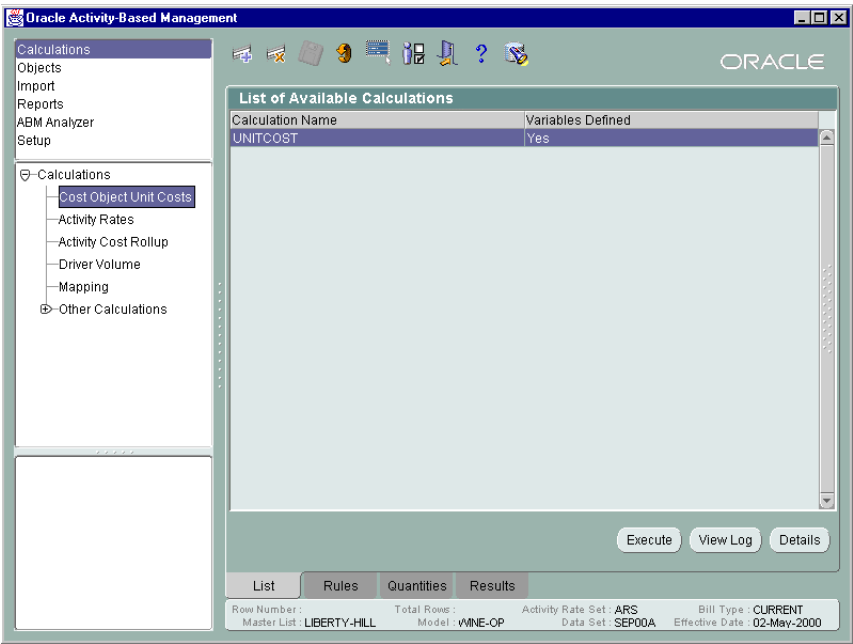 Oracle Activity-Based Management
Calculations
Objects
Import
Reports
ABM Analyzer
Setup
ORACLE
Calculations
Cost Object Unit Costs
Activity Rates
Activity Cost Rollup
Driver Volume
Mapping
Other Calculations
List of Available Calculations
Calculation Name Variables Defined
UNITCOST Yes
Execute View Log Details
List Rules Quantities Results
Row Number : Total Rows : Activity Rate Set : ARS Bill Type : CURRENT
Master List : LIBERTY-HILL Model : WINE-OP Data Set : SEP00A Effective Date : 02-May-2000